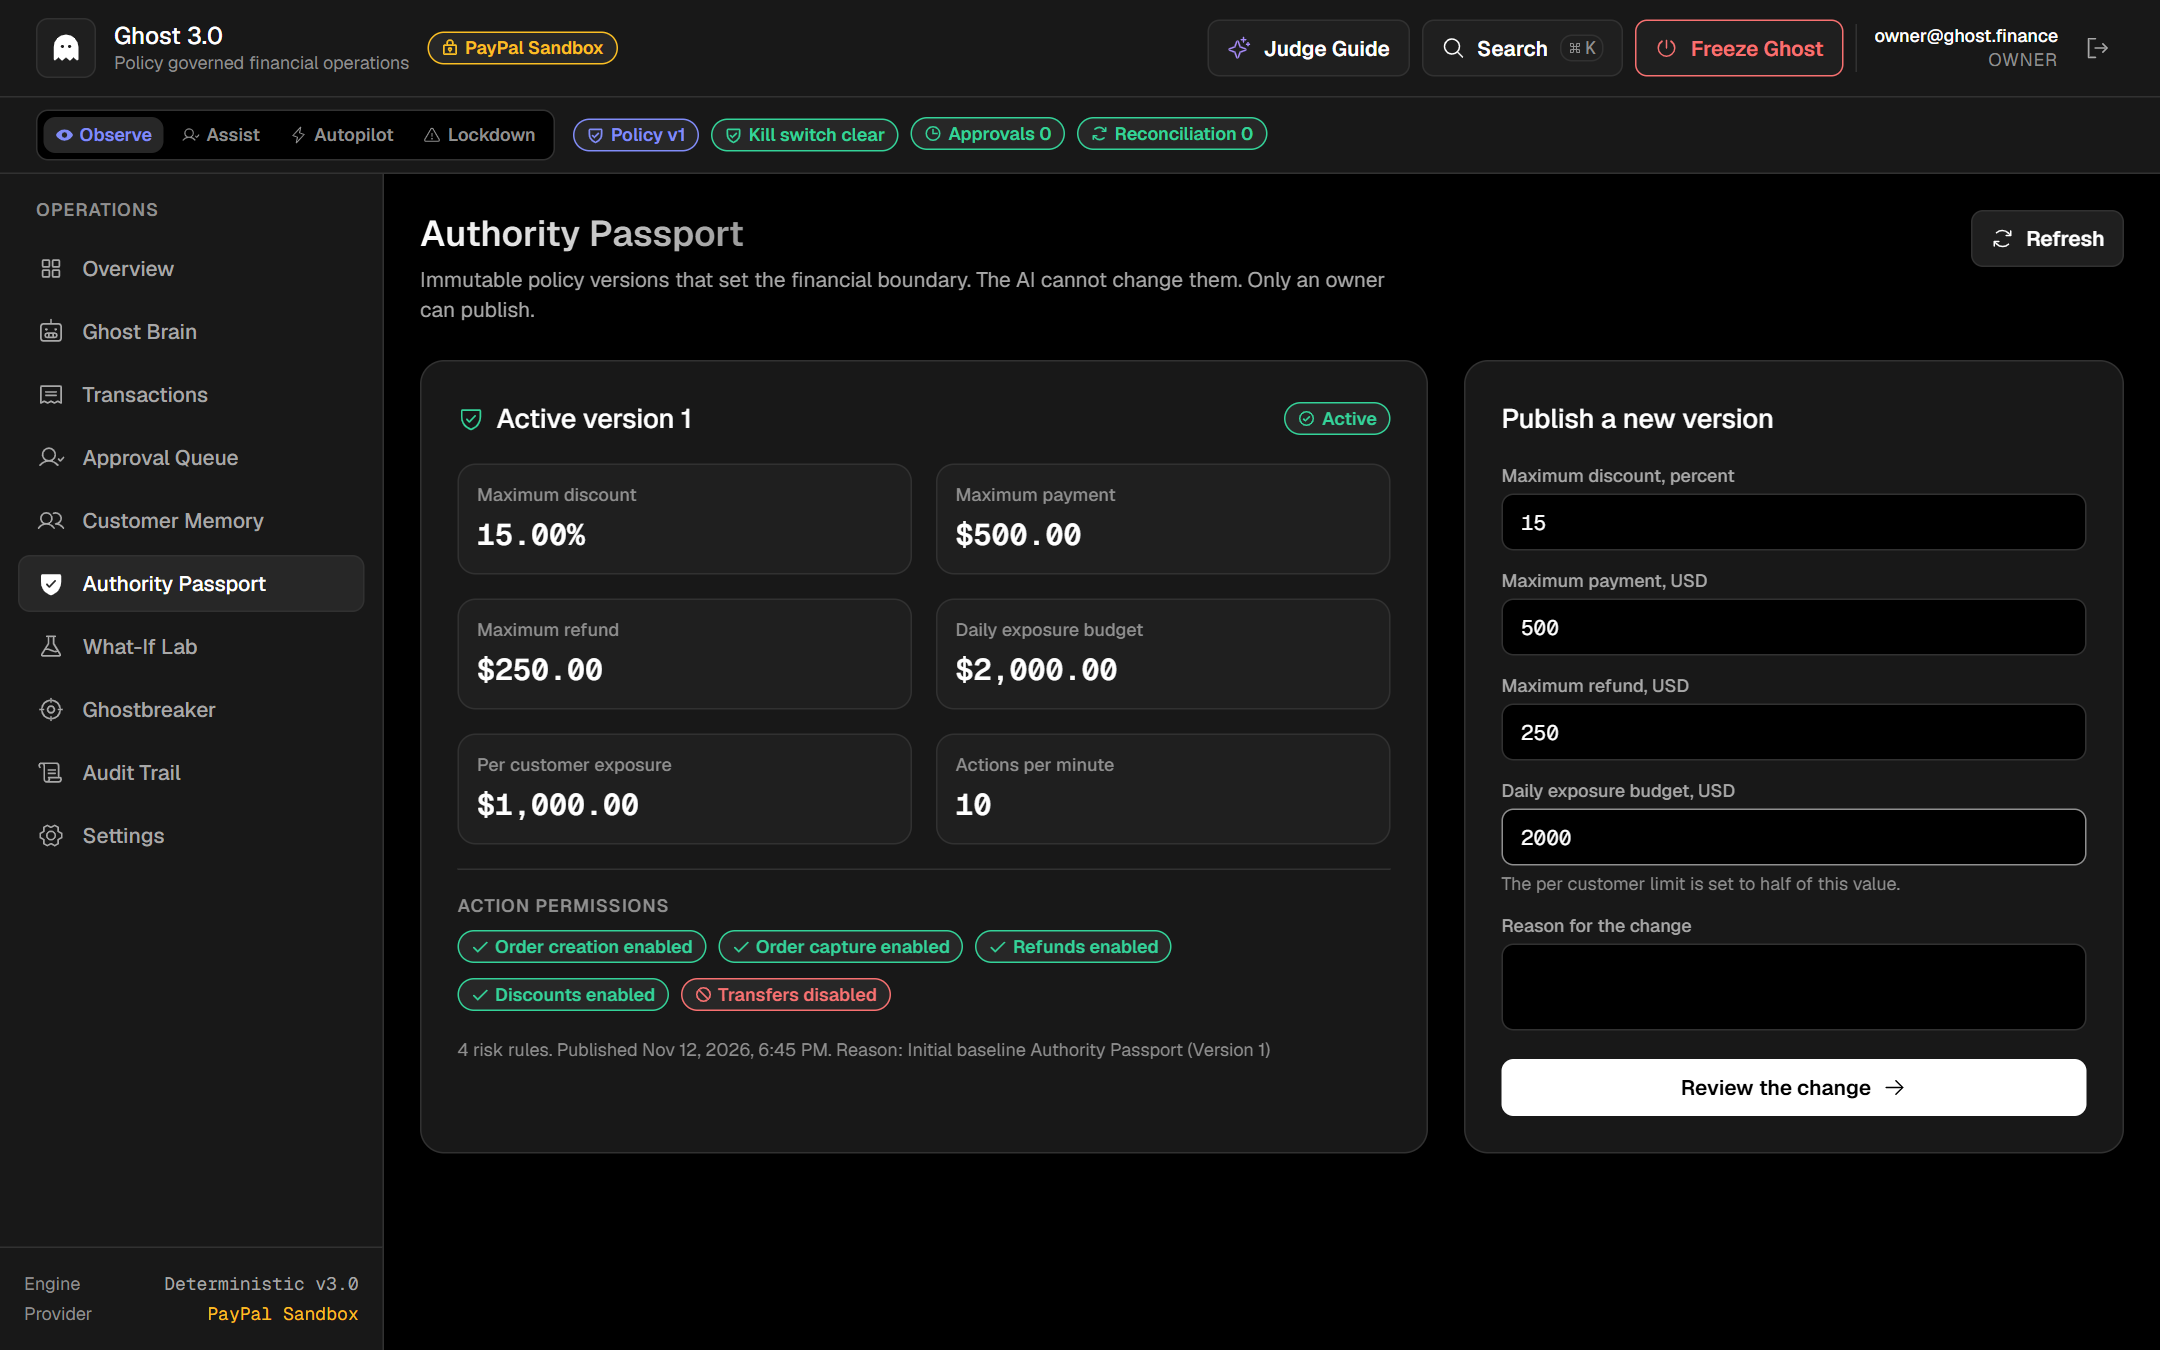 Ghost 3.0
Policy governed financial operations
PayPal Sandbox
Judge Guide
Search ⌘ K
Freeze Ghost
owner@ghost.finance
OWNER
Observe
Assist
Autopilot
Lockdown
Policy v1
Kill switch clear
Approvals 0
Reconciliation 0
OPERATIONS
Overview
Ghost Brain
Transactions
Approval Queue
Customer Memory
Authority Passport
What-If Lab
Ghostbreaker
Audit Trail
Settings
Engine Deterministic v3.0
Provider PayPal Sandbox
Authority Passport
Immutable policy versions that set the financial boundary. The AI cannot change them. Only an owner
can publish.
Refresh
Active version 1
Active
Maximum discount
15.00%
Maximum payment
$500.00
Maximum refund
$250.00
Daily exposure budget
$2,000.00
Per customer exposure
$1,000.00
Actions per minute
10
ACTION PERMISSIONS
Order creation enabled
Order capture enabled
Refunds enabled
Discounts enabled
Transfers disabled
4 risk rules. Published Nov 12, 2026, 6:45 PM. Reason: Initial baseline Authority Passport (Version 1)
Publish a new version
Maximum discount, percent
15
Maximum payment, USD
500
Maximum refund, USD
250
Daily exposure budget, USD
2000
The per customer limit is set to half of this value.
Reason for the change
Review the change →